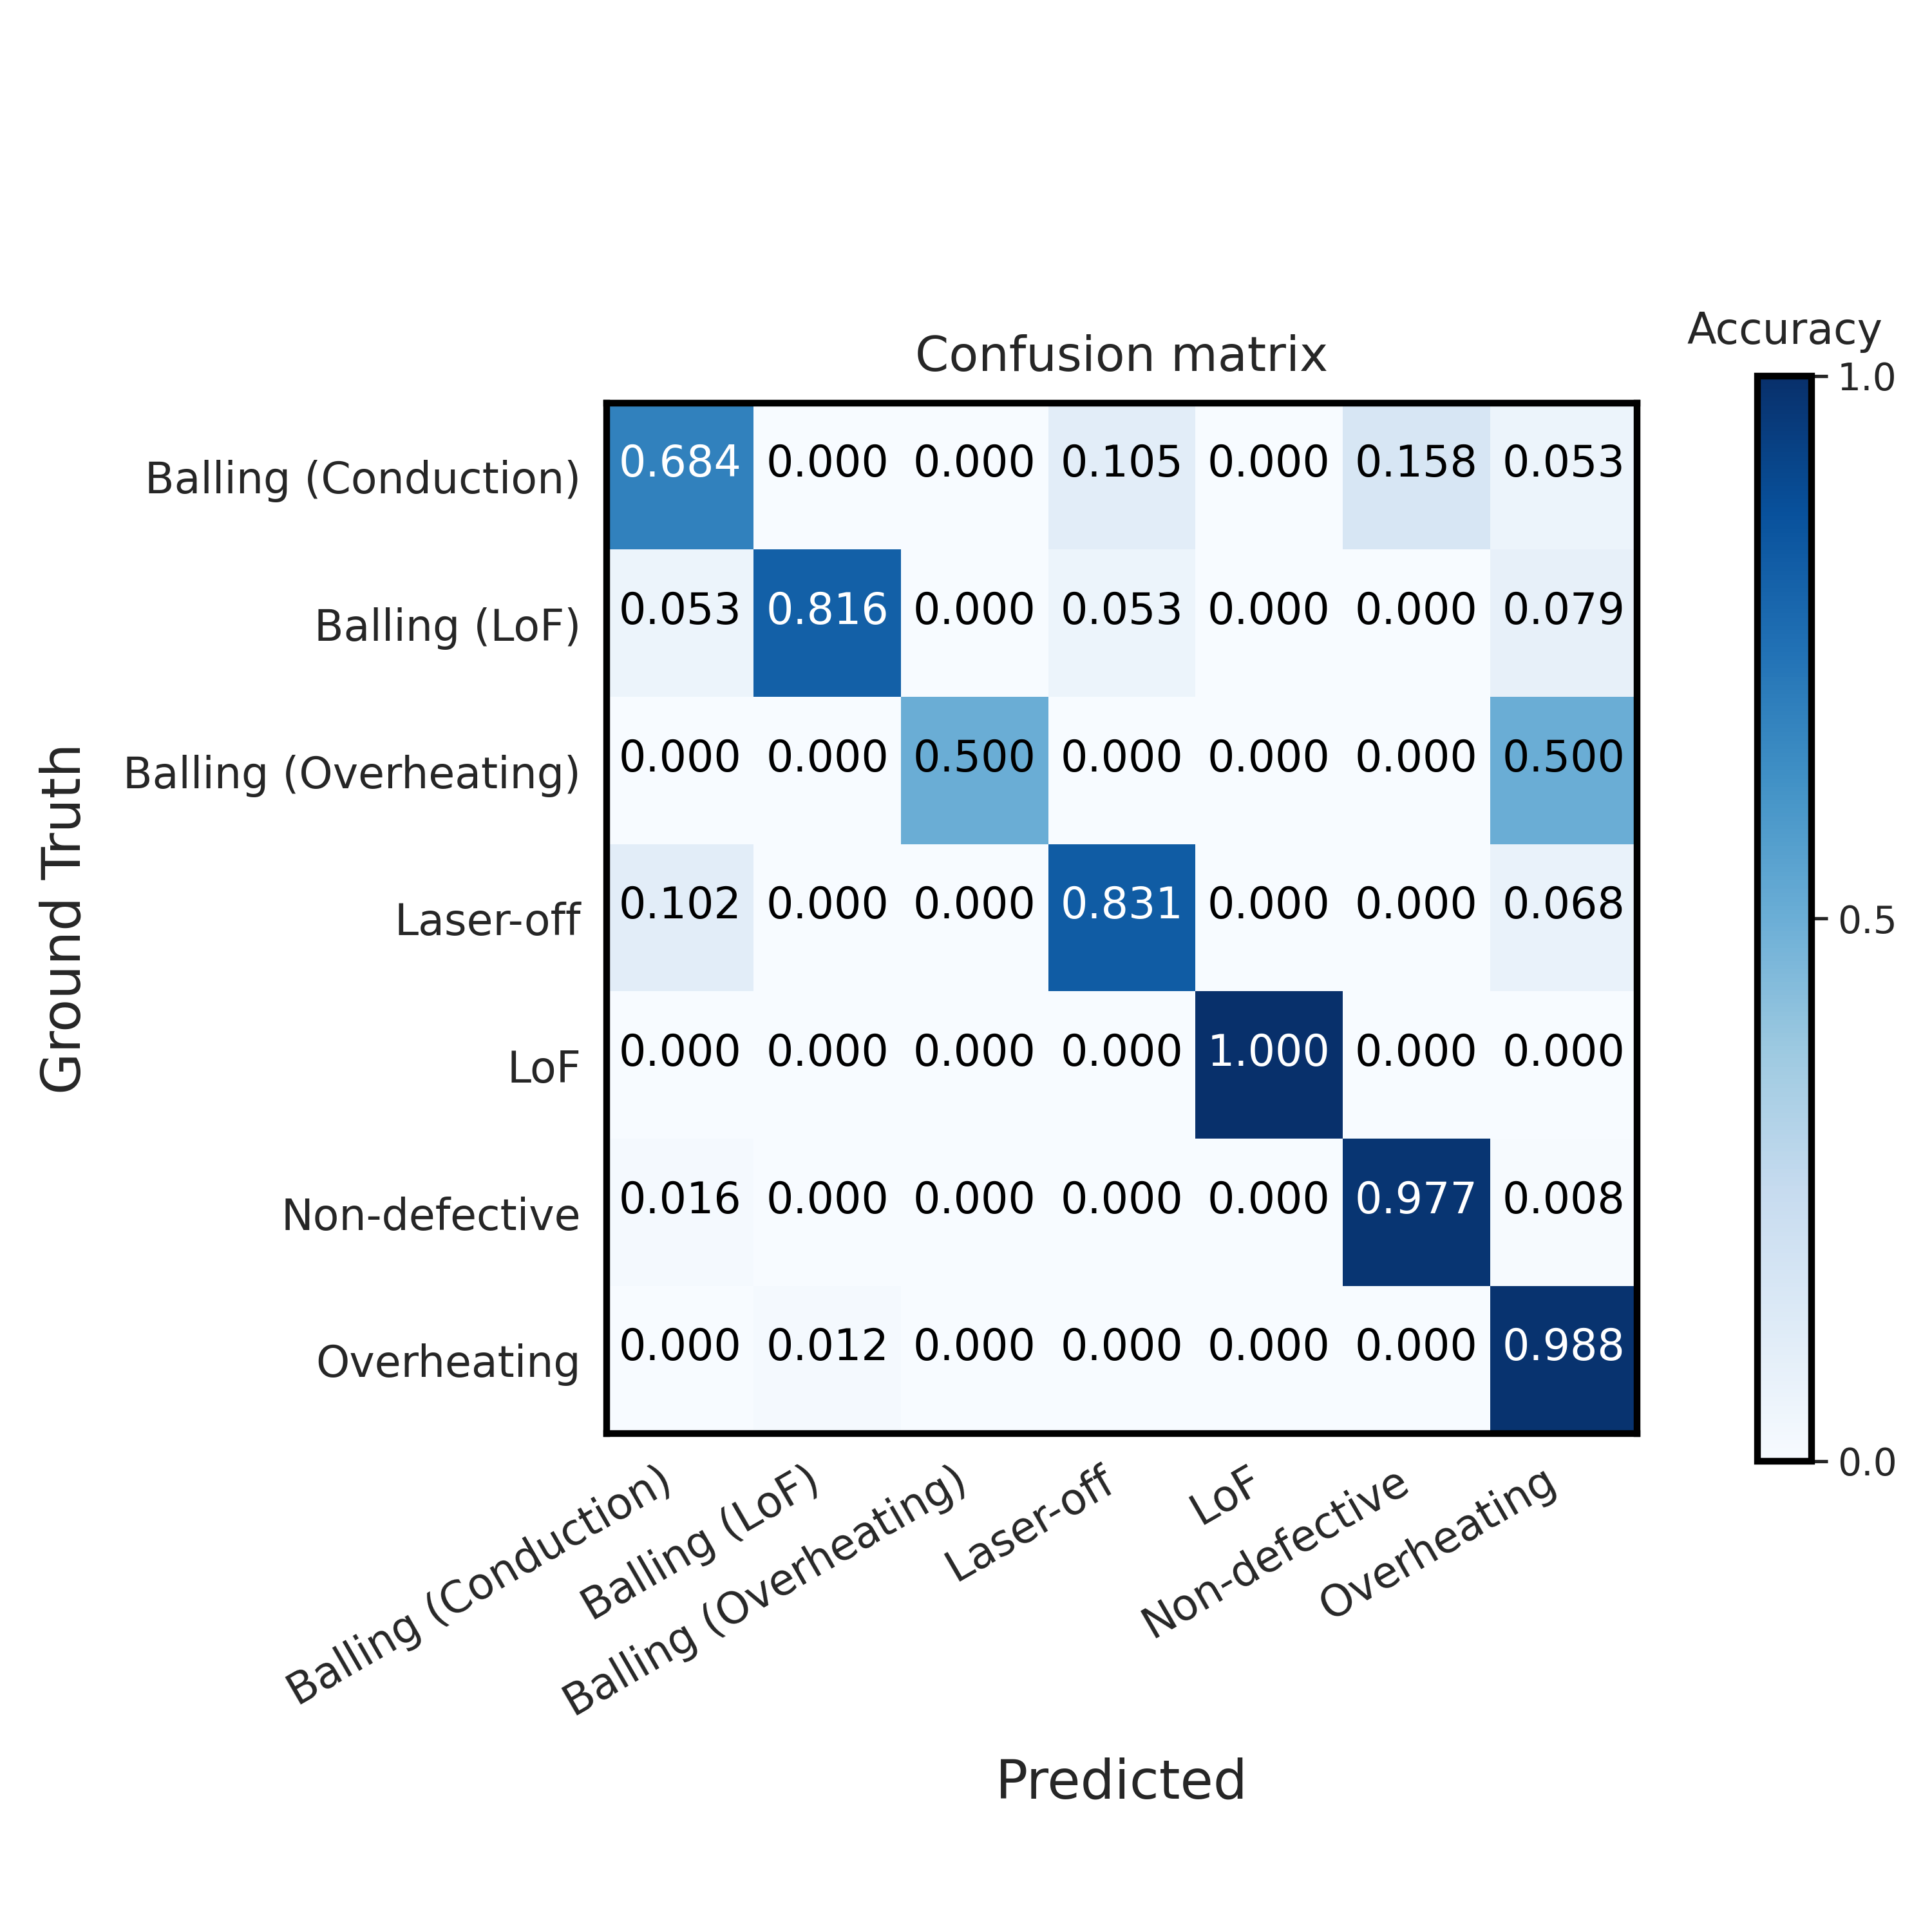 Accuracy
Confusion matrix
1.0
0.5
0.0
Ground Truth
Balling (Conduction) 0.684 0.000 0.000 0.105 0.000 0.158 0.053
Balling (LoF) 0.053 0.816 0.000 0.053 0.000 0.000 0.079
Balling (Overheating) 0.000 0.000 0.500 0.000 0.000 0.000 0.500
Laser-off 0.102 0.000 0.000 0.831 0.000 0.000 0.068
LoF 0.000 0.000 0.000 0.000 1.000 0.000 0.000
Non-defective 0.016 0.000 0.000 0.000 0.000 0.977 0.008
Overheating 0.000 0.012 0.000 0.000 0.000 0.000 0.988
Balling (Conduction)
Balling (LoF)
Balling (Overheating)
Laser-off
LoF
Non-defective
Overheating
Predicted